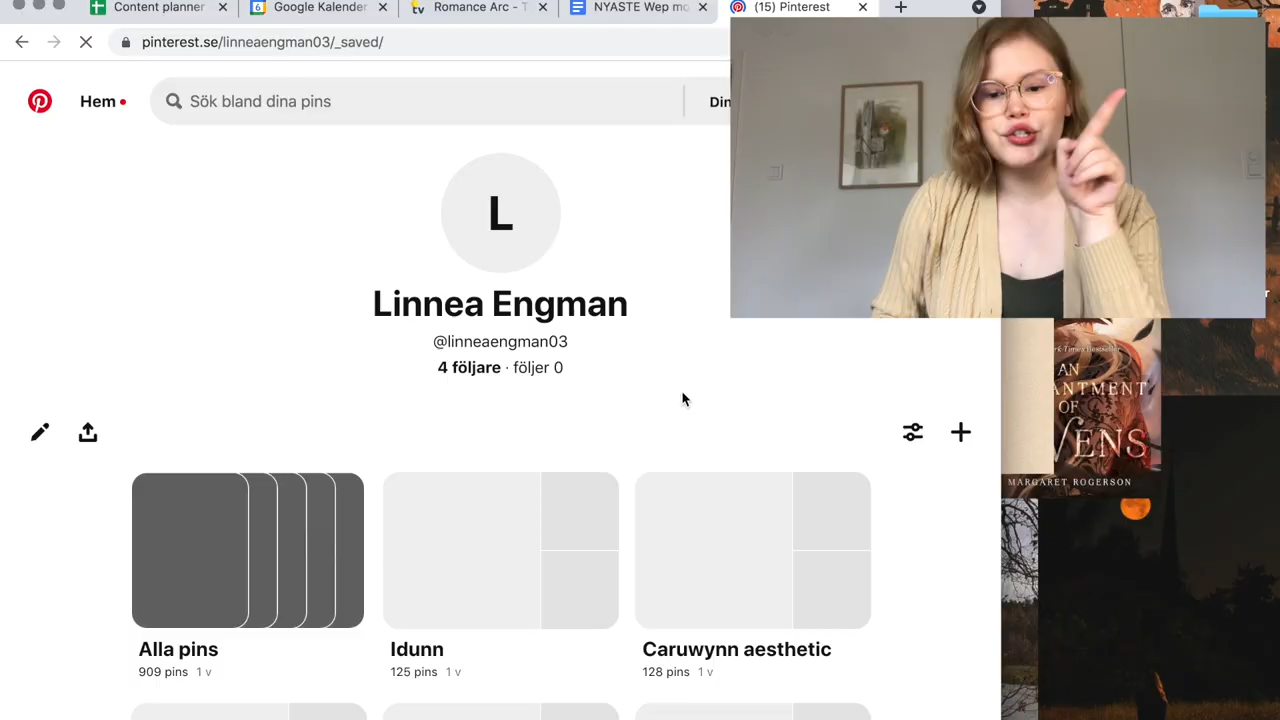 Content planner
Google Kalender
Romance Arc - T
NYASTE Wep mo
(15) Pinterest
pinterest.se/linneaengman03/_saved/
Hem
Sök bland dina pins
Din
L
Linnea Engman
@linneaengman03
4 följare · följer 0
AN
ANTMENT
OF
ENS
MARGARET ROGERSON
Alla pins
909 pins 1 v
Idunn
125 pins 1 v
Caruwynn aesthetic
128 pins 1 v